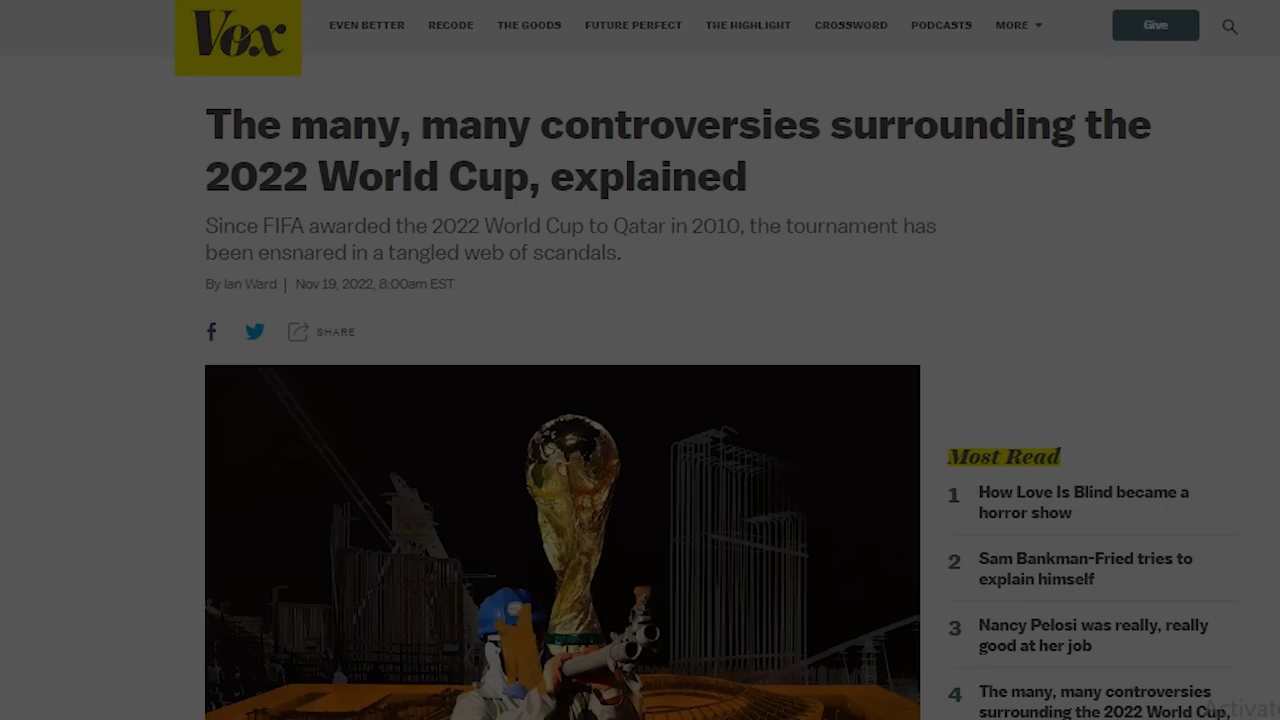 Vox
EVEN BETTER RECODE THE GOODS FUTURE PERFECT THE HIGHLIGHT CROSSWORD PODCASTS MORE
Give
The many, many controversies surrounding the
2022 World Cup, explained
Since FIFA awarded the 2022 World Cup to Qatar in 2010, the tournament has
been ensnared in a tangled web of scandals.
By Ian Ward | Nov 19, 2022, 8:00am EST
SHARE
Most Read
1 How Love Is Blind became a
horror show
2 Sam Bankman-Fried tries to
explain himself
3 Nancy Pelosi was really, really
good at her job
4 The many, many controversies
surrounding the 2022 World Cup,
Activat